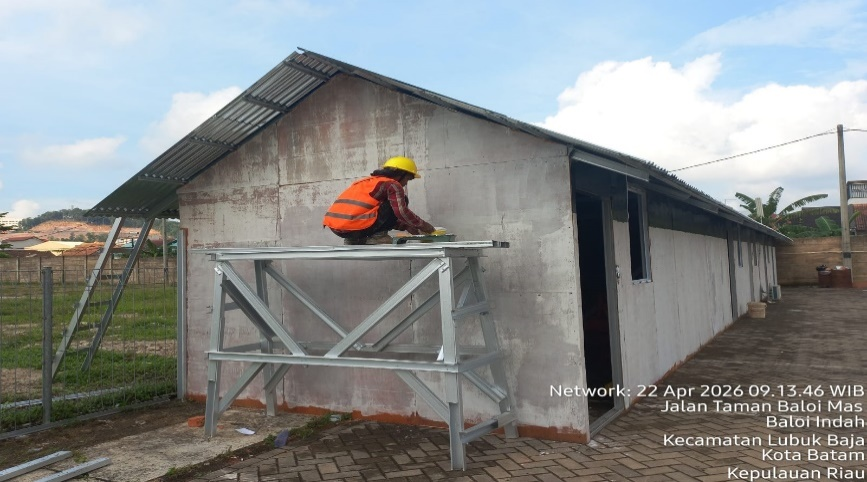 Network: 22 Apr 2026 09.13.46 WIB
Jalan Taman Baloi Mas
Baloi Indah
Kecamatan Lubuk Baja
Kota Batam
Kepulauan Riau